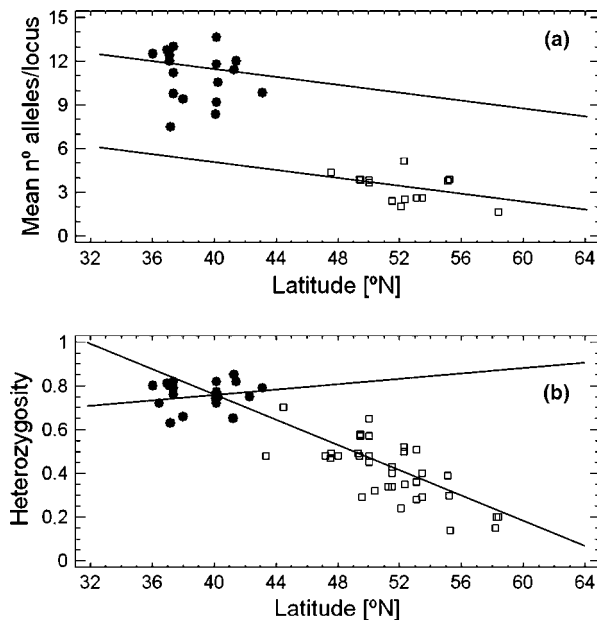 15
12
9
6
3
0
Mean nº alleles/locus
(a)
32 36 40 44 48 52 56 60 64
Latitude [ºN]
1
0.8
0.6
0.4
0.2
0
Heterozygosity
(b)
32 36 40 44 48 52 56 60 64
Latitude [ºN]